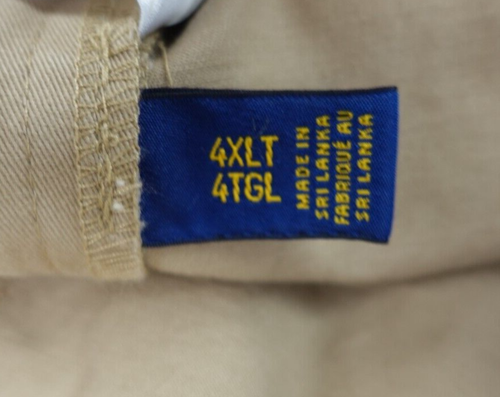 4XLT
4TGL
MADE IN
SRI LANKA
FABRIQUÉ AU
SRI LANKA